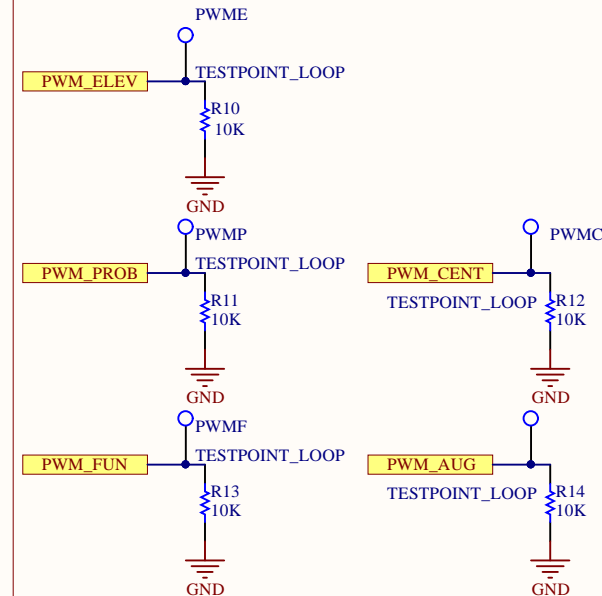 PWME
TESTPOINT_LOOP
PWM_ELEV
R10
10K
GND
PWMP
TESTPOINT_LOOP
PWM_PROB
R11
10K
GND
PWMC
PWM_CENT
TESTPOINT_LOOP
R12
10K
GND
PWMF
TESTPOINT_LOOP
PWM_FUN
R13
10K
GND
PWM_AUG
TESTPOINT_LOOP
R14
10K
GND